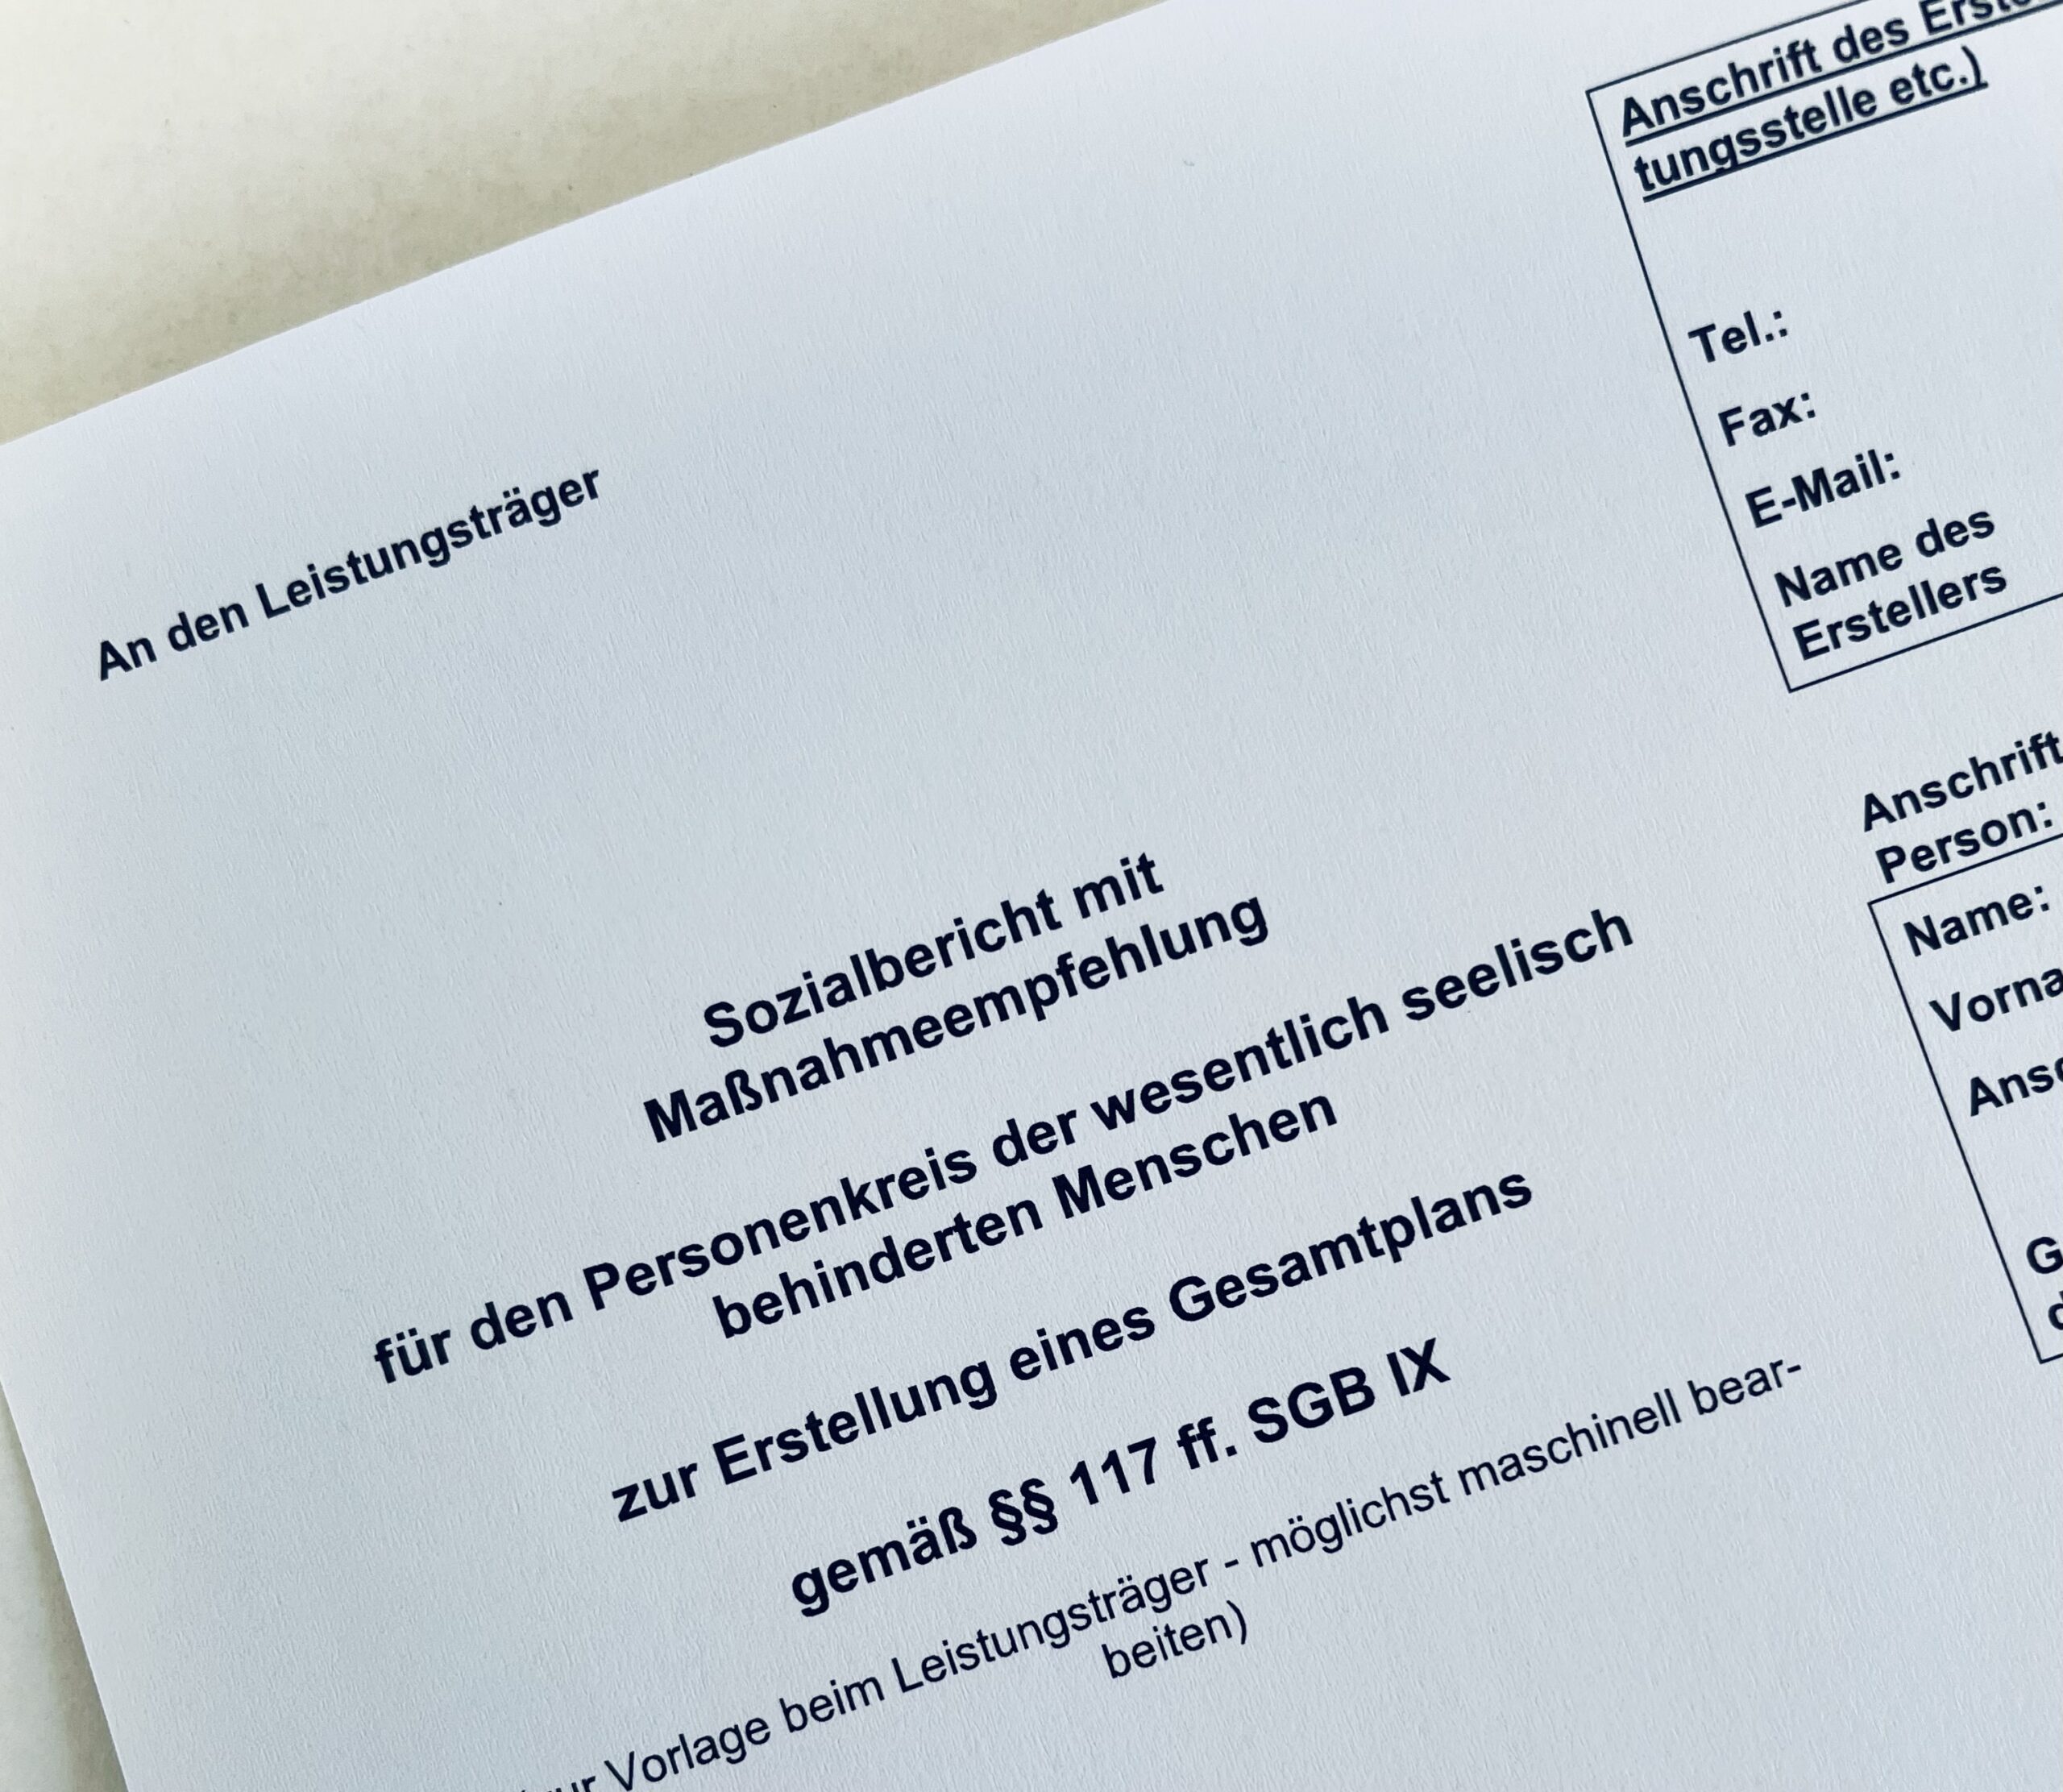 An den Leistungsträger
Sozialbericht mit
Maßnahmeempfehlung
für den Personenkreis der wesentlich seelisch
behinderten Menschen
zur Erstellung eines Gesamtplans
gemäß §§ 117 ff. SGB IX
Vorlage beim Leistungsträger - möglichst maschinell bear-
beiten)
Anschrift des
tungsstelle etc.)
Tel.:
Fax:
E-Mail:
Name des
Erstellers
Anschrift
Person:
Name: